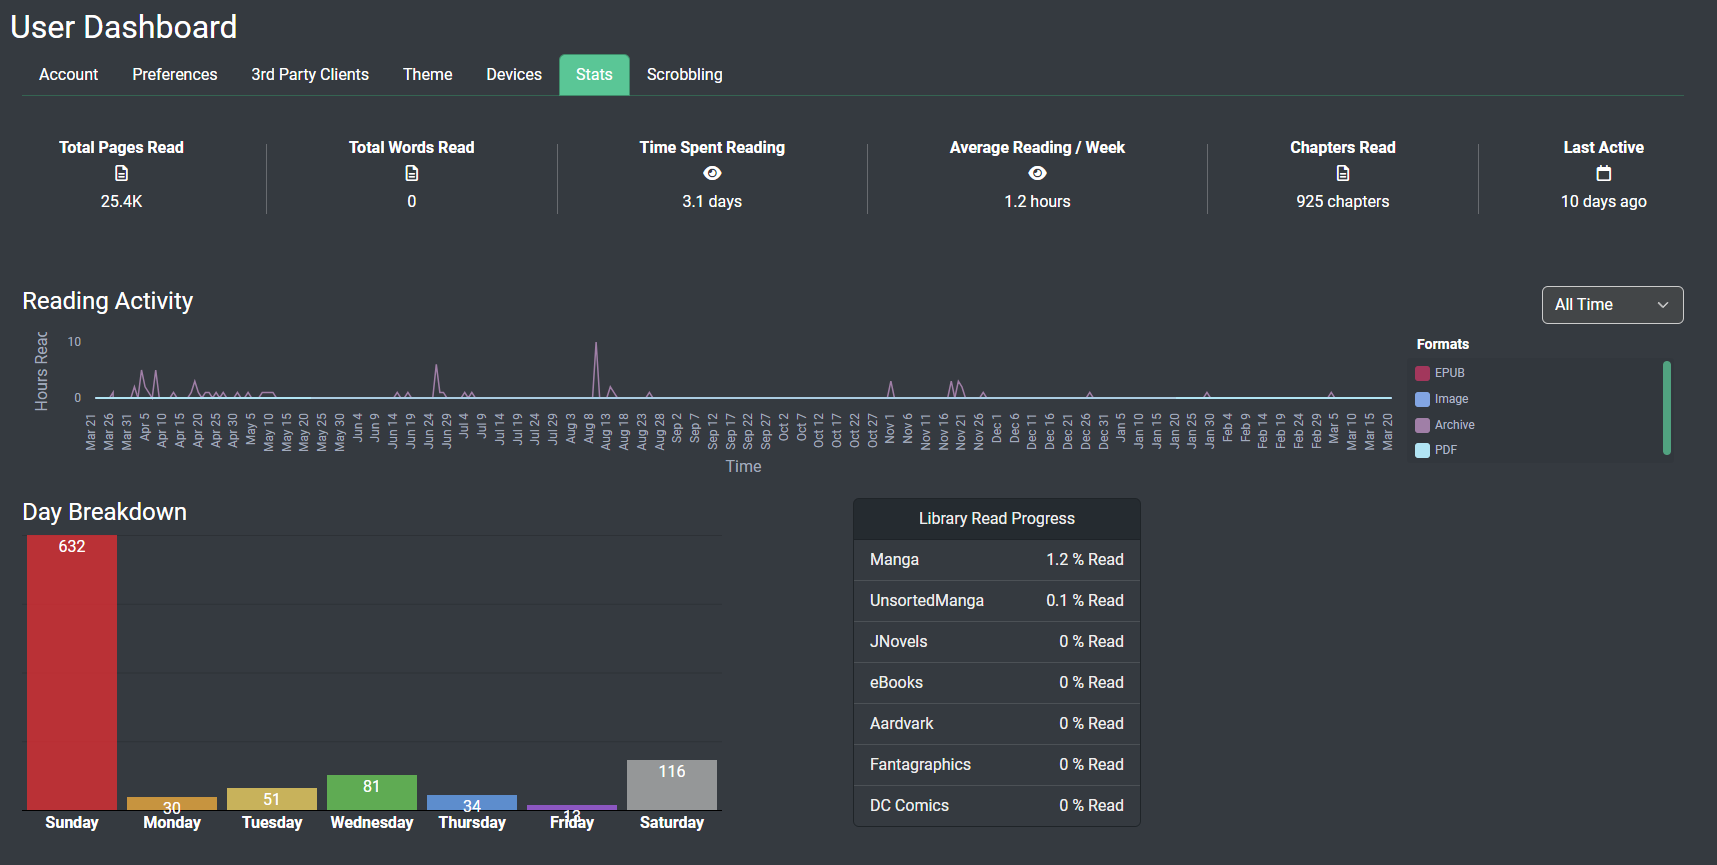 User Dashboard
Account Preferences 3rd Party Clients Theme Devices Stats Scrobbling
Total Pages Read Total Words Read Time Spent Reading Average Reading / Week Chapters Read Last Active
25.4K 0 3.1 days 1.2 hours 925 chapters 10 days ago
Reading Activity
All Time
Hours Read
10
0
Mar 21 Mar 26 Mar 31 Apr 5 Apr 10 Apr 15 Apr 20 Apr 25 Apr 30 May 5 May 10 May 15 May 20 May 25 May 30 Jun 4 Jun 9 Jun 14 Jun 19 Jun 24 Jun 29 Jul 4 Jul 9 Jul 14 Jul 19 Jul 24 Jul 29 Aug 3 Aug 8 Aug 13 Aug 18 Aug 23 Aug 28 Sep 2 Sep 7 Sep 12 Sep 17 Sep 22 Sep 27 Oct 2 Oct 7 Oct 12 Oct 17 Oct 22 Oct 27 Nov 1 Nov 6 Nov 11 Nov 16 Nov 21 Nov 26 Dec 1 Dec 6 Dec 11 Dec 16 Dec 21 Dec 26 Dec 31 Jan 5 Jan 10 Jan 15 Jan 20 Jan 25 Jan 30 Feb 4 Feb 9 Feb 14 Feb 19 Feb 24 Feb 29 Mar 5 Mar 10 Mar 15 Mar 20
Time
Formats
EPUB
Image
Archive
PDF
Day Breakdown
632
30
51
81
34
13
116
Sunday Monday Tuesday Wednesday Thursday Friday Saturday
Library Read Progress
Manga 1.2 % Read
UnsortedManga 0.1 % Read
JNovels 0 % Read
eBooks 0 % Read
Aardvark 0 % Read
Fantagraphics 0 % Read
DC Comics 0 % Read